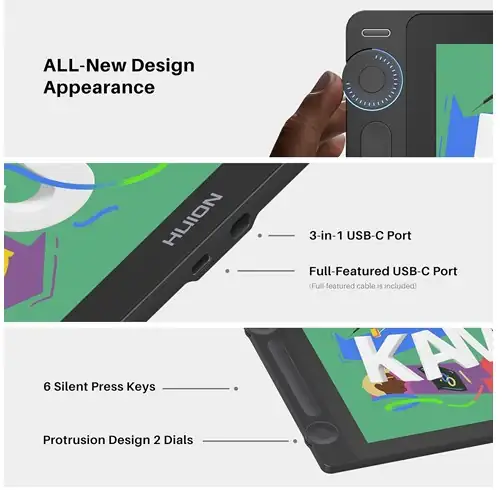 ALL-New Design
Appearance
HUION
3-in-1 USB-C Port
Full-Featured USB-C Port
(Full-featured cable is included)
6 Silent Press Keys
Protrusion Design 2 Dials